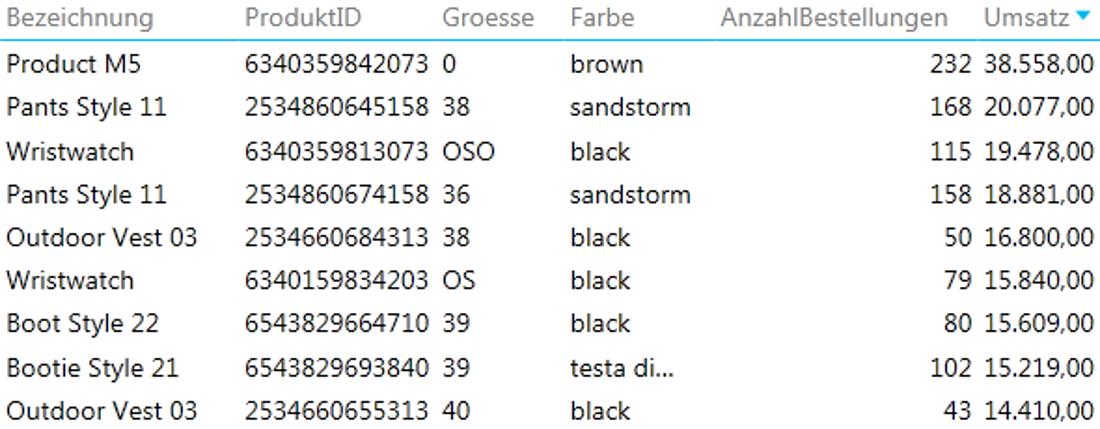 Bezeichnung ProduktID Groesse Farbe AnzahlBestellungen Umsatz
Product M5 6340359842073 0 brown 232 38.558,00
Pants Style 11 2534860645158 38 sandstorm 168 20.077,00
Wristwatch 6340359813073 OSO black 115 19.478,00
Pants Style 11 2534860674158 36 sandstorm 158 18.881,00
Outdoor Vest 03 2534660684313 38 black 50 16.800,00
Wristwatch 6340159834203 OS black 79 15.840,00
Boot Style 22 6543829664710 39 black 80 15.609,00
Bootie Style 21 6543829693840 39 testa di... 102 15.219,00
Outdoor Vest 03 2534660655313 40 black 43 14.410,00